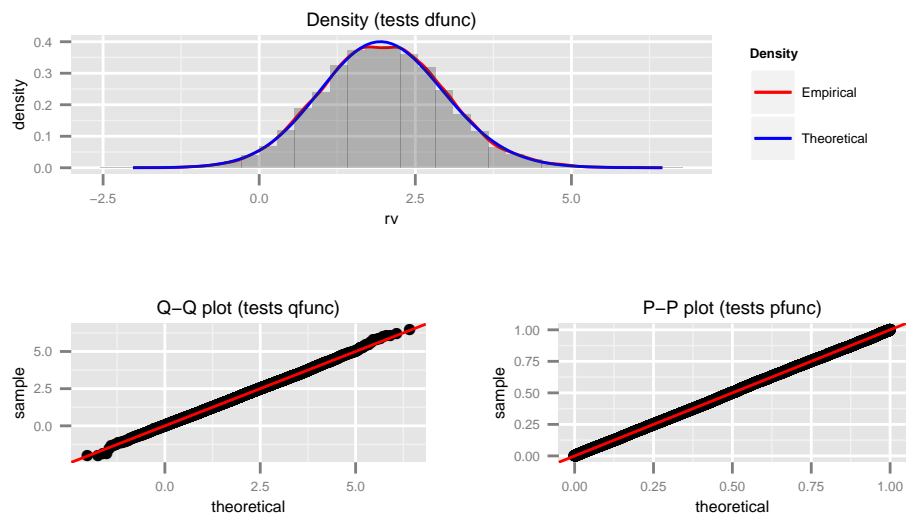 Density (tests dfunc)
0.4
0.3
0.2
0.1
0.0
density
−2.5 0.0 2.5 5.0
rv
Density
Empirical
Theoretical
Q−Q plot (tests qfunc)
5.0
2.5
0.0
sample
0.0 2.5 5.0
theoretical
P−P plot (tests pfunc)
1.00
0.75
0.50
0.25
0.00
sample
0.00 0.25 0.50 0.75 1.00
theoretical